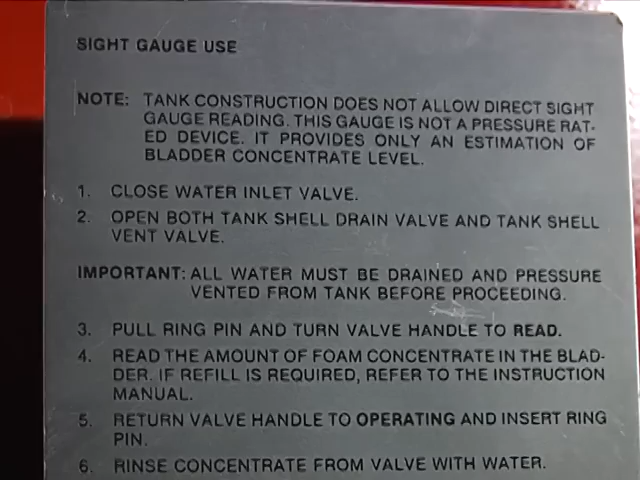 SIGHT GAUGE USE
NOTE: TANK CONSTRUCTION DOES NOT ALLOW DIRECT SIGHT
GAUGE READING. THIS GAUGE IS NOT A PRESSURE RAT-
ED DEVICE. IT PROVIDES ONLY AN ESTIMATION OF
BLADDER CONCENTRATE LEVEL.
1. CLOSE WATER INLET VALVE.
2. OPEN BOTH TANK SHELL DRAIN VALVE AND TANK SHELL
VENT VALVE.
IMPORTANT: ALL WATER MUST BE DRAINED AND PRESSURE
VENTED FROM TANK BEFORE PROCEEDING.
3. PULL RING PIN AND TURN VALVE HANDLE TO READ.
4. READ THE AMOUNT OF FOAM CONCENTRATE IN THE BLAD-
DER. IF REFILL IS REQUIRED, REFER TO THE INSTRUCTION
MANUAL.
5. RETURN VALVE HANDLE TO OPERATING AND INSERT RING
PIN.
6. RINSE CONCENTRATE FROM VALVE WITH WATER.